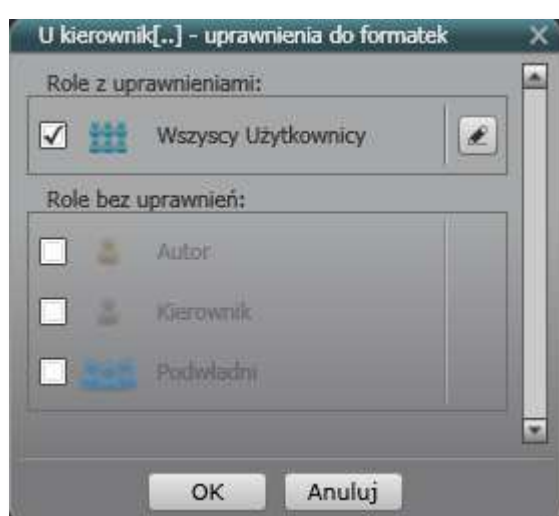 U kierownik[..] - uprawnienia do formatek
Role z uprawnieniami:
Wszyscy Użytkownicy
Role bez uprawnień:
Autor
Kierownik
Podwładni
OK Anuluj